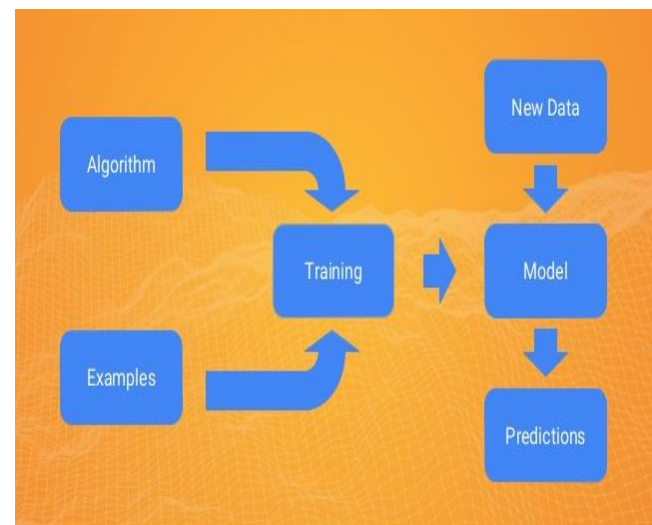 New Data
Algorithm
Training
Model
Examples
Predictions